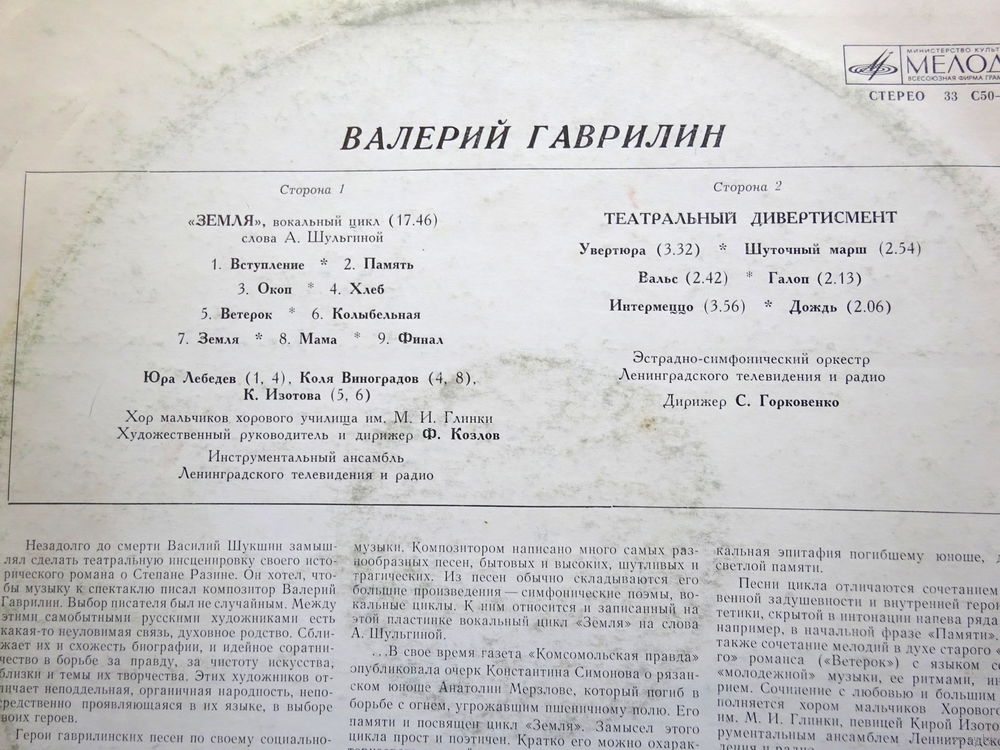 МИНИСТЕРСТВО
МЕЛОД
ВСЕСОЮЗНАЯ ФИРМА
СТЕРЕО 33 С50-
ВАЛЕРИЙ ГАВРИЛИН
Сторона 1
«ЗЕМЛЯ», вокальный цикл (17.46)
слова А. Шульгиной
1. Вступление * 2. Память
3. Окоп * 4. Хлеб
5. Ветерок * 6. Колыбельная
7. Земля * 8. Мама * 9. Финал
Юра Лебедев (1, 4), Коля Виноградов (4, 8),
К. Изотова (5, 6)
Хор мальчиков хорового училища им. М. И. Глинки
Художественный руководитель и дирижер Ф. Козлов
Инструментальный ансамбль
Ленинградского телевидения и радио
Сторона 2
ТЕАТРАЛЬНЫЙ ДИВЕРТИСМЕНТ
Увертюра (3.32) * Шуточный марш (2.54)
Вальс (2.42) * Галоп (2.13)
Интермеццо (3.56) * Дождь (2.06)
Эстрадно-симфонический оркестр
Ленинградского телевидения и радио
Дирижер С. Горковенко
Незадолго до смерти Василий Шукшин замыш-
лял сделать театральную инсценировку своего исто-
рического романа о Степане Разине. Он хотел, что-
бы музыку к спектаклю писал композитор Валерий
Гаврилин. Выбор писателя был не случайным. Между
этими самобытными русскими художниками есть
какая-то неуловимая связь, духовное родство. Сбли-
жает их и схожесть биографии, и идейное соратни-
чество в борьбе за правду, за чистоту искусства,
близки и темы их творчества. Этих художников от-
личает неподдельная, органичная народность, непо-
средственно проявляющаяся в их языке, в выборе
воих героев.
Герои гаврилинских песен по своему социально-
музыки. Композитором написано много самых раз-
нообразных песен, бытовых и высоких, шутливых и
трагических. Из песен обычно складываются его
большие произведения — симфонические поэмы, во-
кальные циклы. К ним относится и записанный на
этой пластинке вокальный цикл «Земля» на слова
А. Шульгиной.
...В свое время газета «Комсомольская правда»
опубликовала очерк Константина Симонова о рязан-
ском юноше Анатолии Мерзлове, который погиб в
борьбе с огнем, угрожавшим пшеничному полю. Его
памяти и посвящен цикл «Земля». Замысел этого
цикла прост и поэтичен. Кратко его можно охарак-
кальная эпитафия погибшему юноше, д
светлой памяти.
Песни цикла отличаются сочетанием
венной задушевности и внутренней герои
тетики, скрытой в интонации напева ряда
например, в начальной фразе «Память».
также сочетание мелодий в духе старого «
го» романса («Ветерок») с языком со
«молодежной» музыки, ее ритмами, ин
рием. Сочинение с любовью и большим
полняется хором мальчиков Хорового
им. М. И. Глинки, певицей Кирой Изото
рументальным ансамблем Ленинградско